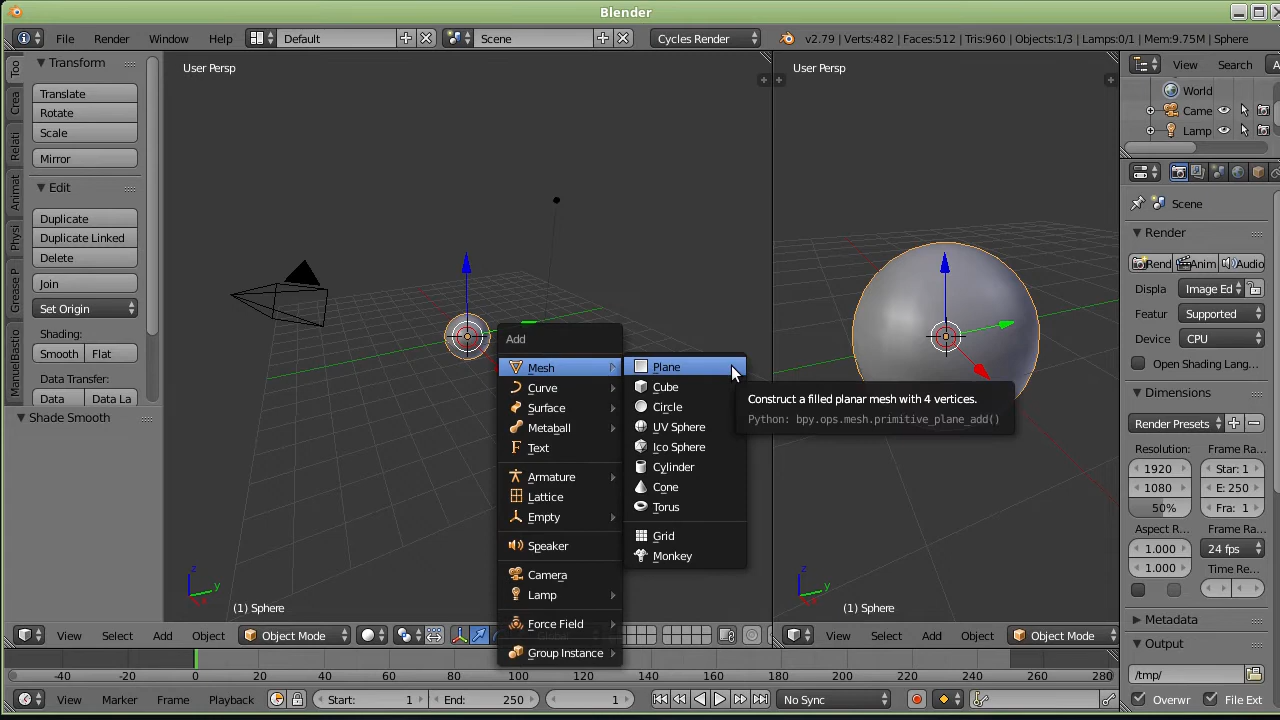 Blender
File Render Window Help Default Scene Cycles Render v2.79 | Verts:482 | Faces:512 | Tris:960 | Objects:1/3 | Lamps:0/1 | Mem:9.75M | Sphere
Too
Crea
Relati
Animat
Physi
Grease P
ManuelBastio
Transform
Translate
Rotate
Scale
Mirror
Edit
Duplicate
Duplicate Linked
Delete
Join
Set Origin
Shading:
Smooth Flat
Data Transfer:
Data Data La
Shade Smooth
User Persp
(1) Sphere
Add
Mesh
Curve
Surface
Metaball
Text
Armature
Lattice
Empty
Speaker
Camera
Lamp
Force Field
Group Instance
Plane
Cube
Circle
UV Sphere
Ico Sphere
Cylinder
Cone
Torus
Grid
Monkey
Construct a filled planar mesh with 4 vertices.
Python: bpy.ops.mesh.primitive_plane_add()
z
y
x
User Persp
z
y
x
(1) Sphere
View Search A
World
Came
Lamp
Scene
Render
Rend Anim Audio
Displa Image Ed
Featur Supported
Device CPU
Open Shading Lang...
Dimensions
Render Presets
Resolution: Frame Ra...
1920 Star: 1
1080 E: 250
50% Fra: 1
Aspect R Frame Ra...
1.000 24 fps
1.000 Time Re...
Metadata
Output
/tmp/
Overwr File Ext
View Select Add Object Object Mode Global
View Select Add Object Object Mode
-40 -20 0 20 40 60 80 100 120 140 160 180 200 220 240 260 280
View Marker Frame Playback Start: 1 End: 250 1 No Sync